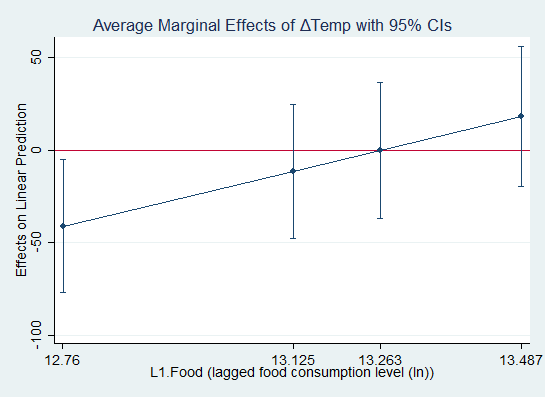 Average Marginal Effects of ΔTemp with 95% CIs
Effects on Linear Prediction
50
0
-50
-100
12.76 13.125 13.263 13.487
L1.Food (lagged food consumption level (ln))